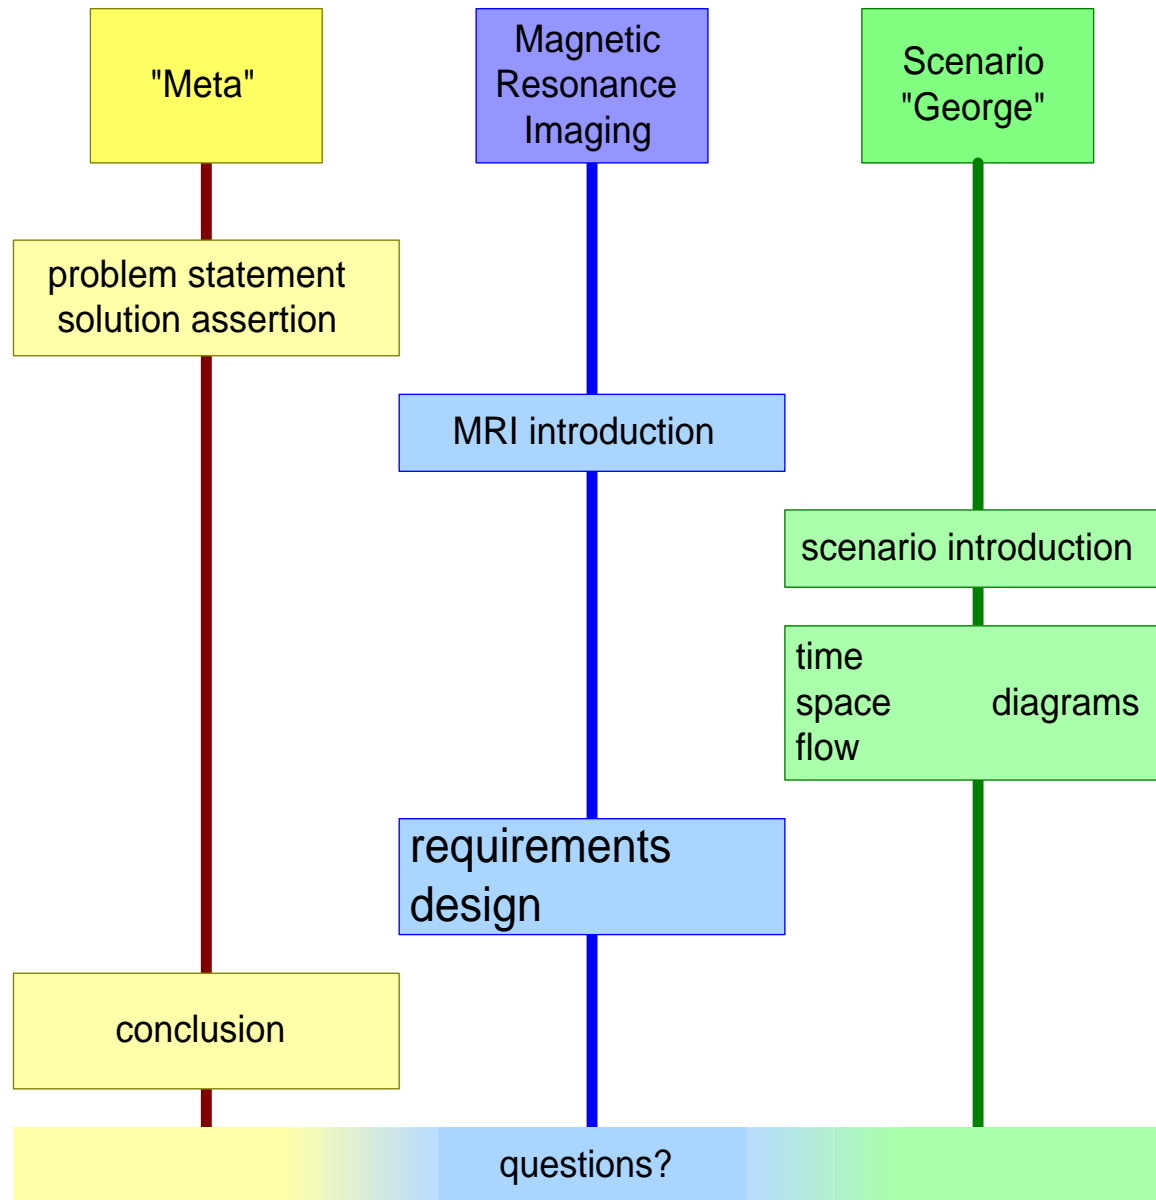 "Meta"
Magnetic
Resonance
Imaging
Scenario
"George"
problem statement
solution assertion
MRI introduction
scenario introduction
time
space diagrams
flow
requirements
design
conclusion
questions?